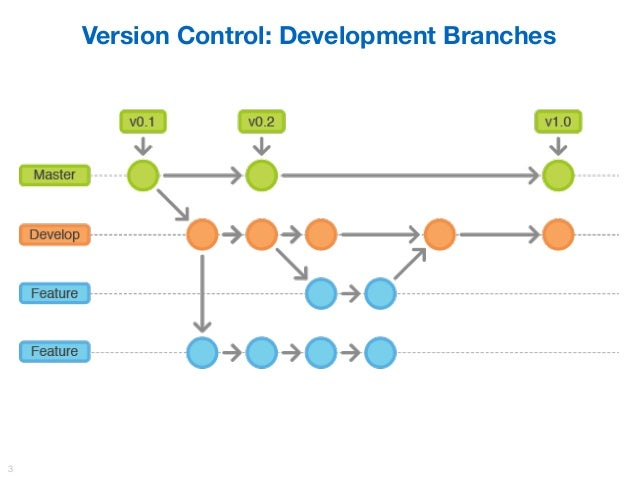 Version Control: Development Branches
v0.1 v0.2 v1.0
Master
Develop
Feature
Feature
3